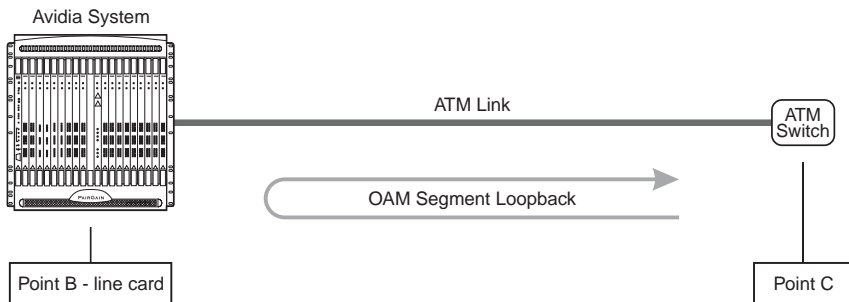 Avidia System
ATM Link
ATM
Switch
OAM Segment Loopback
PAIRGAIN
Point B - line card
Point C